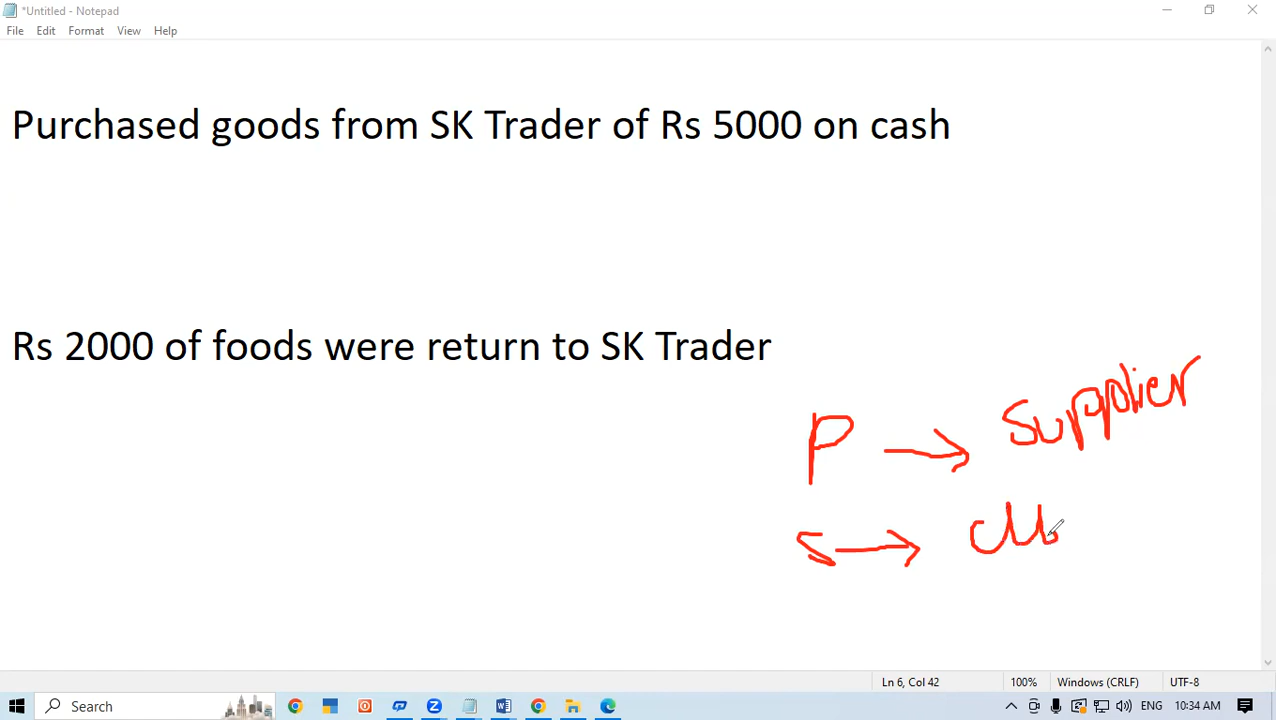 *Untitled - Notepad
File Edit Format View Help
Purchased goods from SK Trader of Rs 5000 on cash
Rs 2000 of foods were return to SK Trader
P → Supplier
Ln 6, Col 42 100% Windows (CRLF) UTF-8
Search ENG 10:34 AM